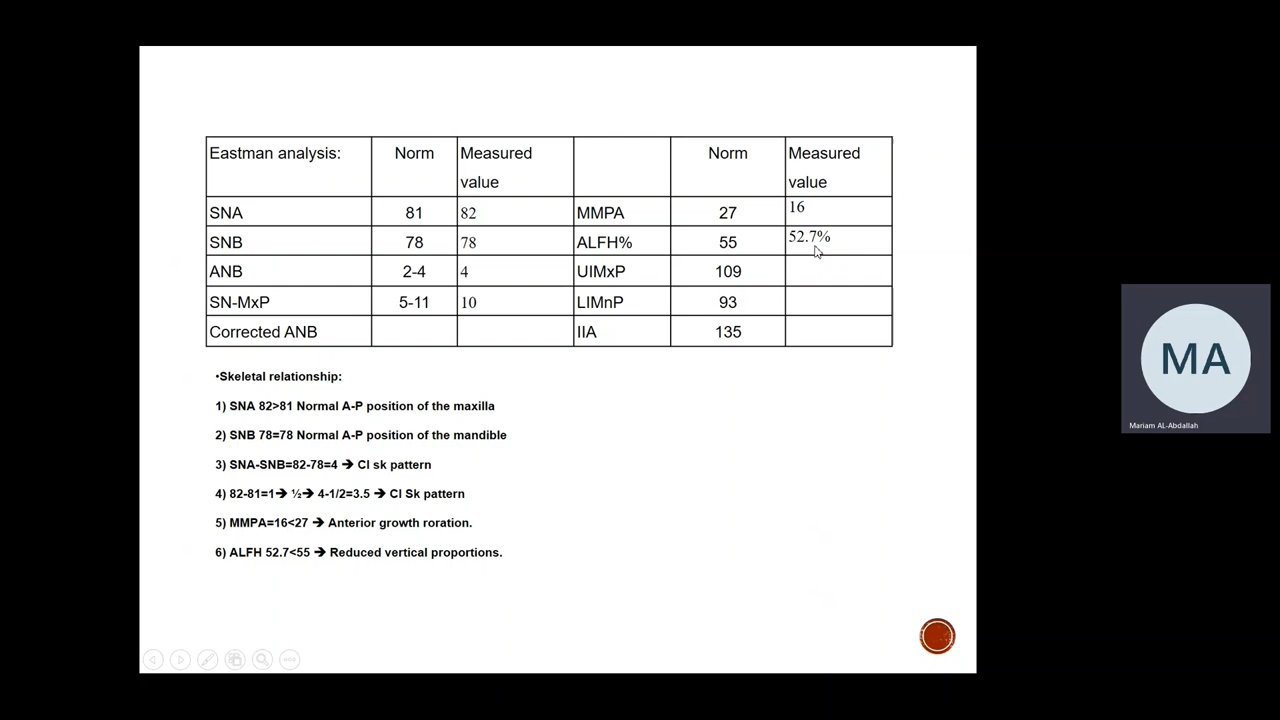 Eastman analysis: Norm Measured value Norm Measured value
SNA 81 82 MMPA 27 16
SNB 78 78 ALFH% 55 52.7%
ANB 2-4 4 UIMxP 109
SN-MxP 5-11 10 LIMnP 93
Corrected ANB IIA 135
•Skeletal relationship:
1) SNA 82>81 Normal A-P position of the maxilla
2) SNB 78=78 Normal A-P position of the mandible
3) SNA-SNB=82-78=4 ➔ CI sk pattern
4) 82-81=1➔ ½➔ 4-1/2=3.5 ➔ CI Sk pattern
5) MMPA=16<27 ➔ Anterior growth roration.
6) ALFH 52.7<55 ➔ Reduced vertical proportions.
MA
Mariam AL-Abdallah